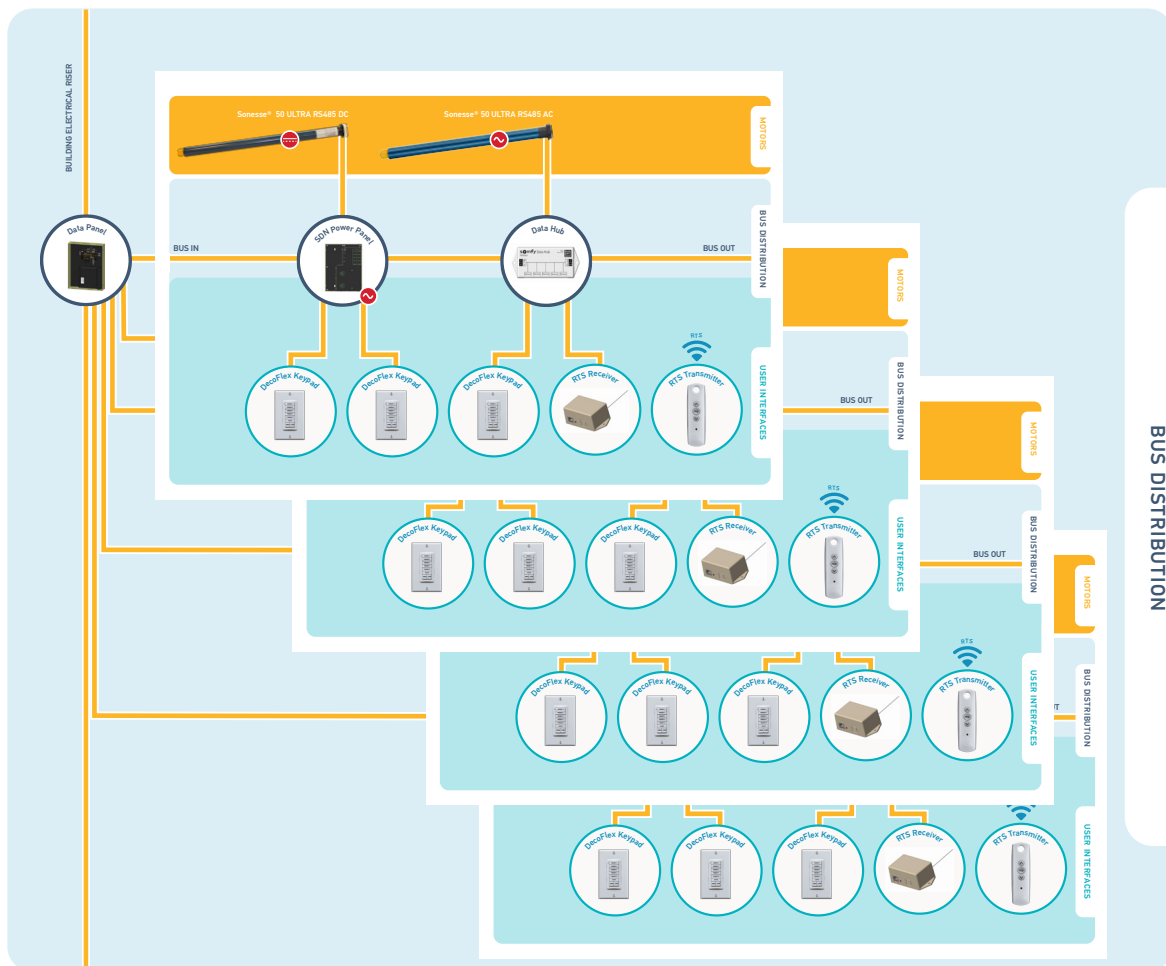 BUILDING ELECTRICAL RISER
Sonesse® 50 ULTRA RS485 DC
Sonesse® 50 ULTRA RS485 AC
MOTORS
Data Panel
BUS IN
SDN Power Panel
Data Hub
somfy Data Hub
BUS OUT
BUS DISTRIBUTION
DecoFlex Keypad
DecoFlex Keypad
DecoFlex Keypad
RTS Receiver
RTS
RTS Transmitter
USER INTERFACES
MOTORS
BUS OUT
BUS DISTRIBUTION
DecoFlex Keypad
DecoFlex Keypad
DecoFlex Keypad
RTS Receiver
RTS
RTS Transmitter
USER INTERFACES
MOTORS
BUS OUT
BUS DISTRIBUTION
DecoFlex Keypad
DecoFlex Keypad
DecoFlex Keypad
RTS Receiver
RTS
RTS Transmitter
USER INTERFACES
MOTORS
UT
BUS DISTRIBUTION
DecoFlex Keypad
DecoFlex Keypad
DecoFlex Keypad
RTS Receiver
RTS Transmitter
USER INTERFACES
BUS DISTRIBUTION